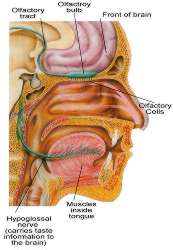 Olfactory
tract
Olfactroy
bulb
Front of brain
Olfactory
Cells
Muscles
inside
tongue
Hypoglossal
nerve
(carries taste
information to
the brain)